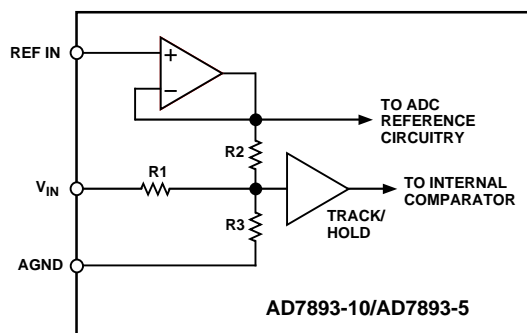 REF IN
+
–
TO ADC
REFERENCE
CIRCUITRY
R2
R1
VIN
TO INTERNAL
COMPARATOR
R3
TRACK/
HOLD
AGND
AD7893-10/AD7893-5